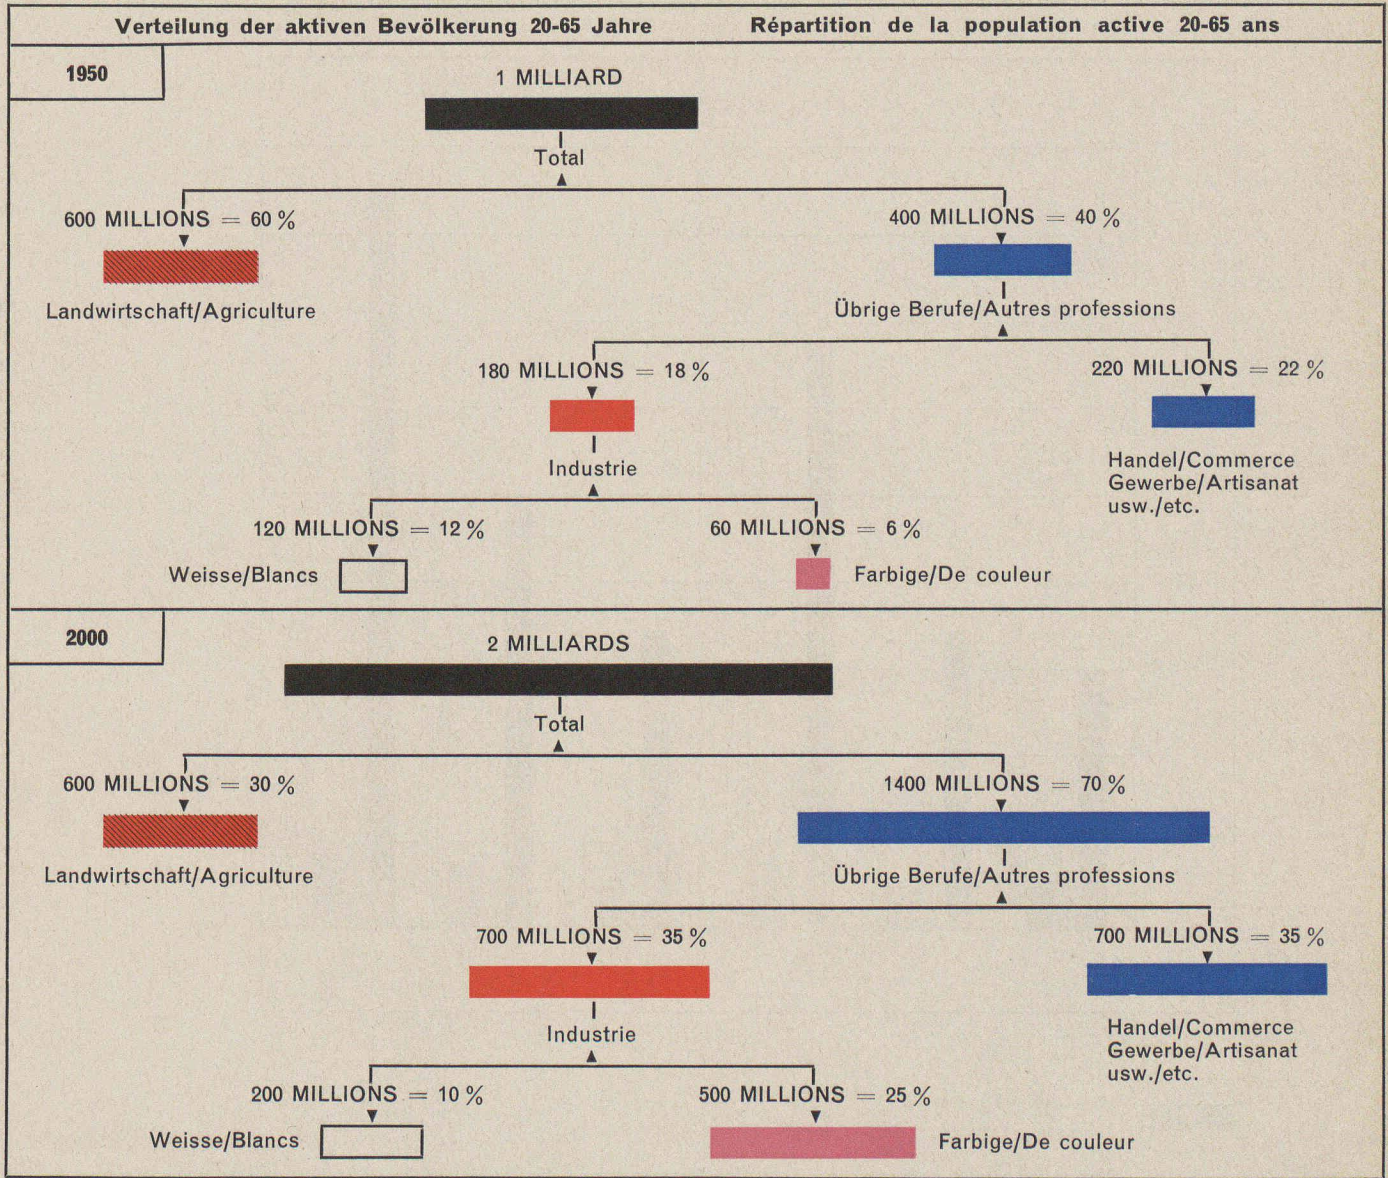 Verteilung der aktiven Bevölkerung 20-65 Jahre Répartition de la population active 20-65 ans
1950
1 MILLIARD
Total
600 MILLIONS = 60 %
400 MILLIONS = 40 %
Landwirtschaft/Agriculture
Übrige Berufe/Autres professions
180 MILLIONS = 18 %
220 MILLIONS = 22 %
Industrie
Handel/Commerce
Gewerbe/Artisanat
usw./etc.
120 MILLIONS = 12 %
60 MILLIONS = 6 %
Weisse/Blancs
Farbige/De couleur
2000
2 MILLIARDS
Total
600 MILLIONS = 30 %
1400 MILLIONS = 70 %
Landwirtschaft/Agriculture
Übrige Berufe/Autres professions
700 MILLIONS = 35 %
700 MILLIONS = 35 %
Industrie
Handel/Commerce
Gewerbe/Artisanat
usw./etc.
200 MILLIONS = 10 %
500 MILLIONS = 25 %
Weisse/Blancs
Farbige/De couleur